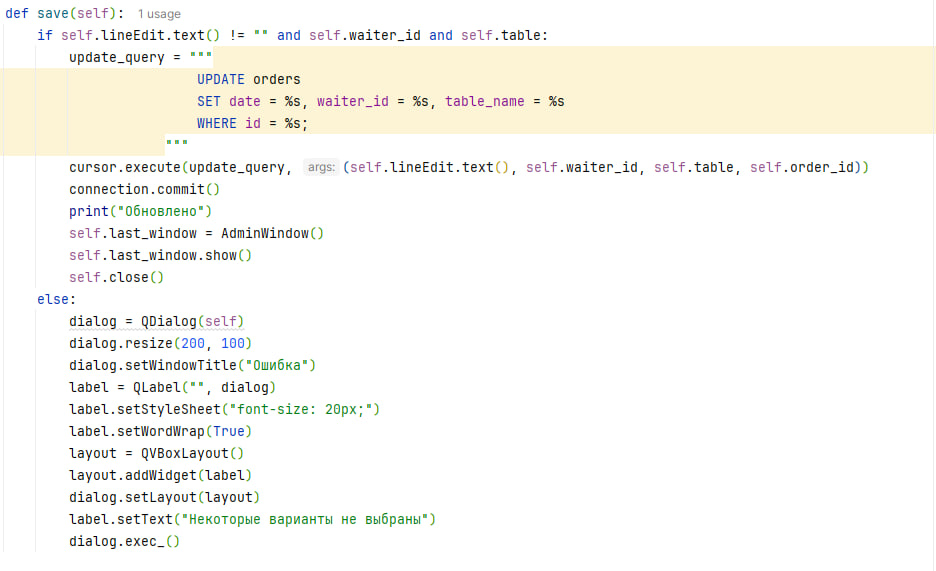 def save(self): 1 usage
    if self.lineEdit.text() != "" and self.waiter_id and self.table:
        update_query = """
                        UPDATE orders
                        SET date = %s, waiter_id = %s, table_name = %s
                        WHERE id = %s;
                    """
        cursor.execute(update_query, args: (self.lineEdit.text(), self.waiter_id, self.table, self.order_id))
        connection.commit()
        print("Обновлено")
        self.last_window = AdminWindow()
        self.last_window.show()
        self.close()
    else:
        dialog = QDialog(self)
        dialog.resize(200, 100)
        dialog.setWindowTitle("Ошибка")
        label = QLabel("", dialog)
        label.setStyleSheet("font-size: 20px;")
        label.setWordWrap(True)
        layout = QVBoxLayout()
        layout.addWidget(label)
        dialog.setLayout(layout)
        label.setText("Некоторые варианты не выбраны")
        dialog.exec_()